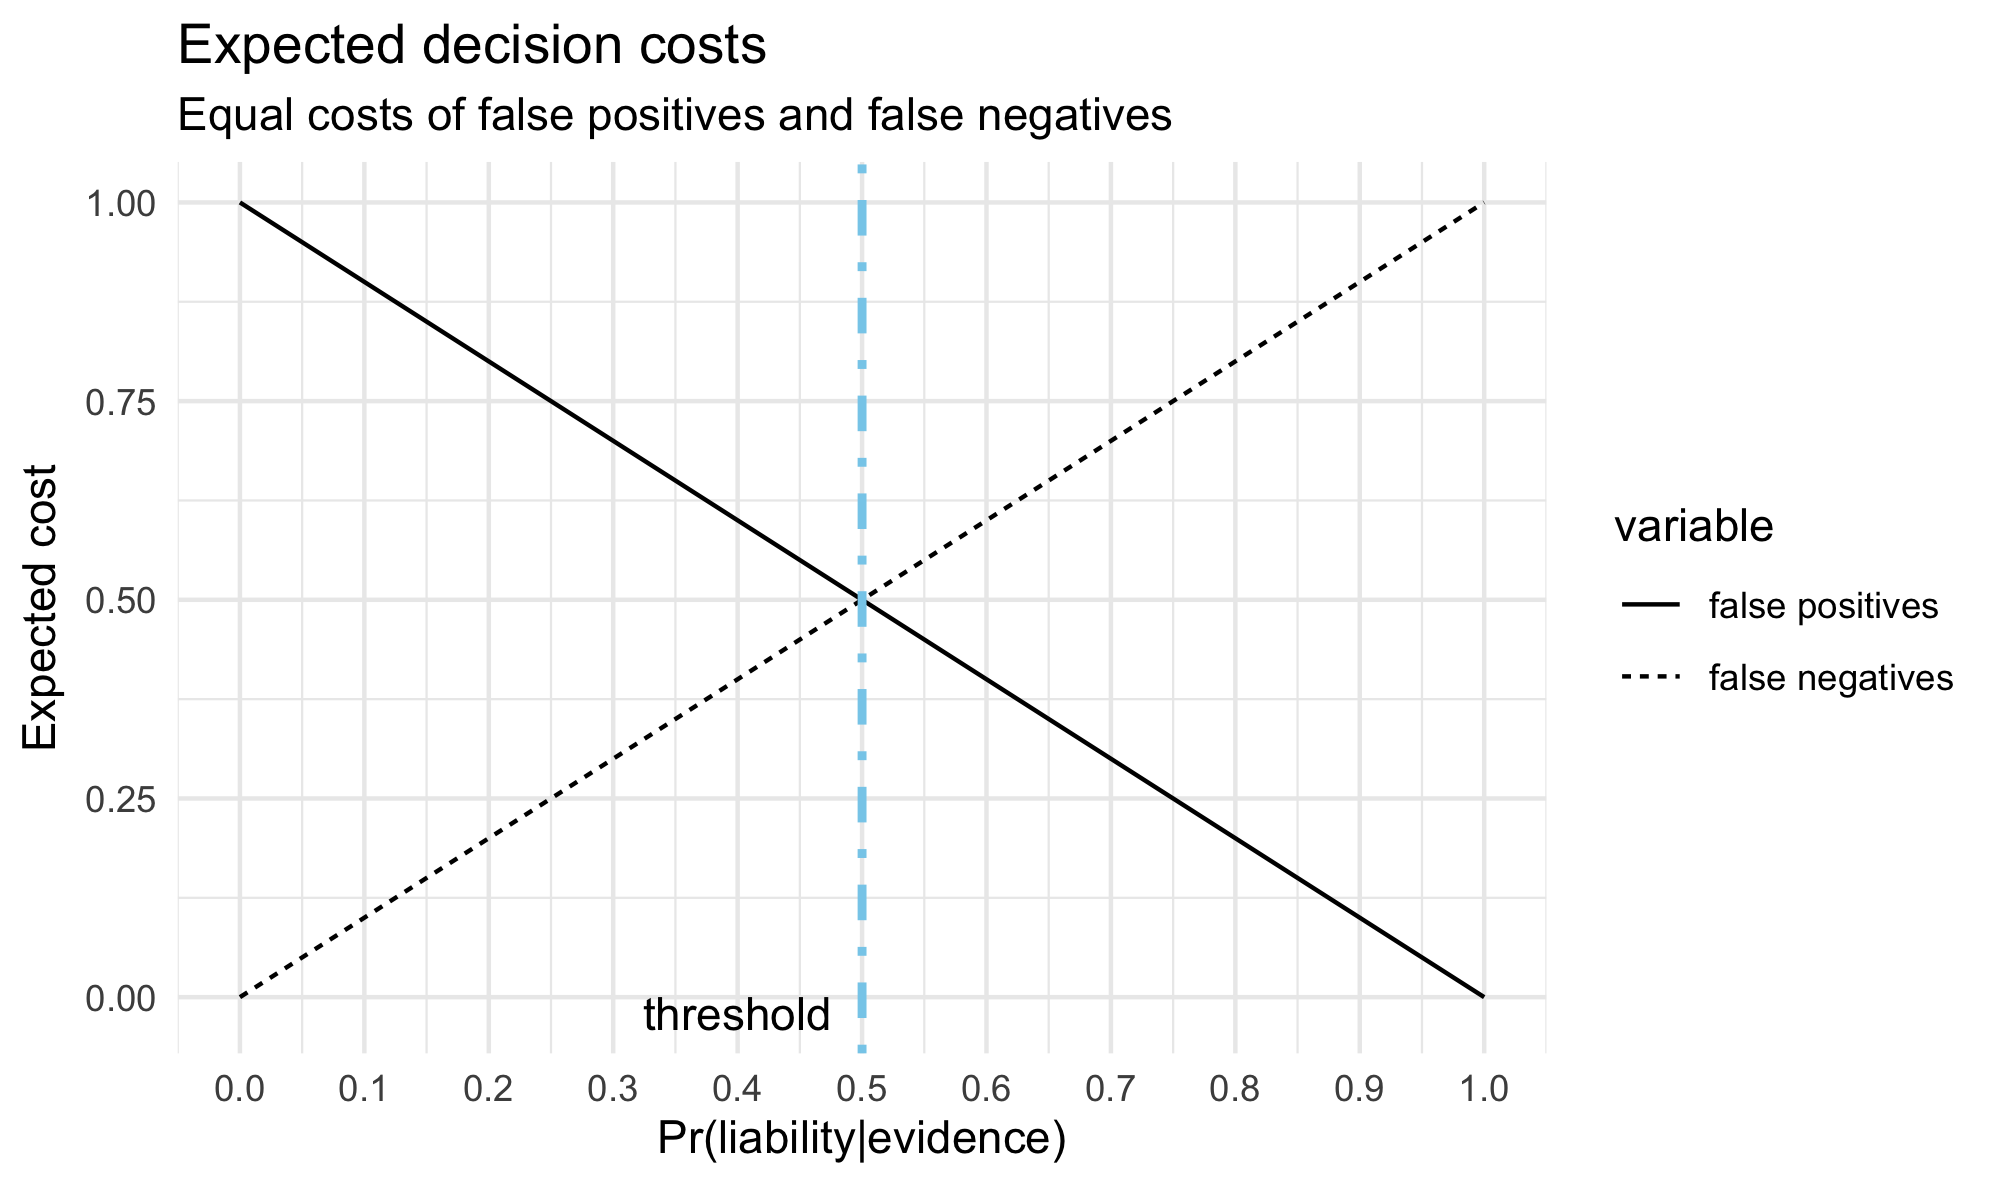 Expected decision costs
Equal costs of false positives and false negatives
Expected cost
1.00
0.75
0.50
0.25
0.00
threshold
0.0 0.1 0.2 0.3 0.4 0.5 0.6 0.7 0.8 0.9 1.0
Pr(liability|evidence)
variable
false positives
false negatives